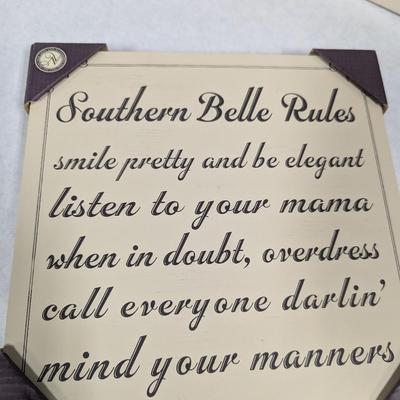 Southern Belle Rules
smile pretty and be elegant
listen to your mama
when in doubt, overdress
call everyone darlin'
mind your manners